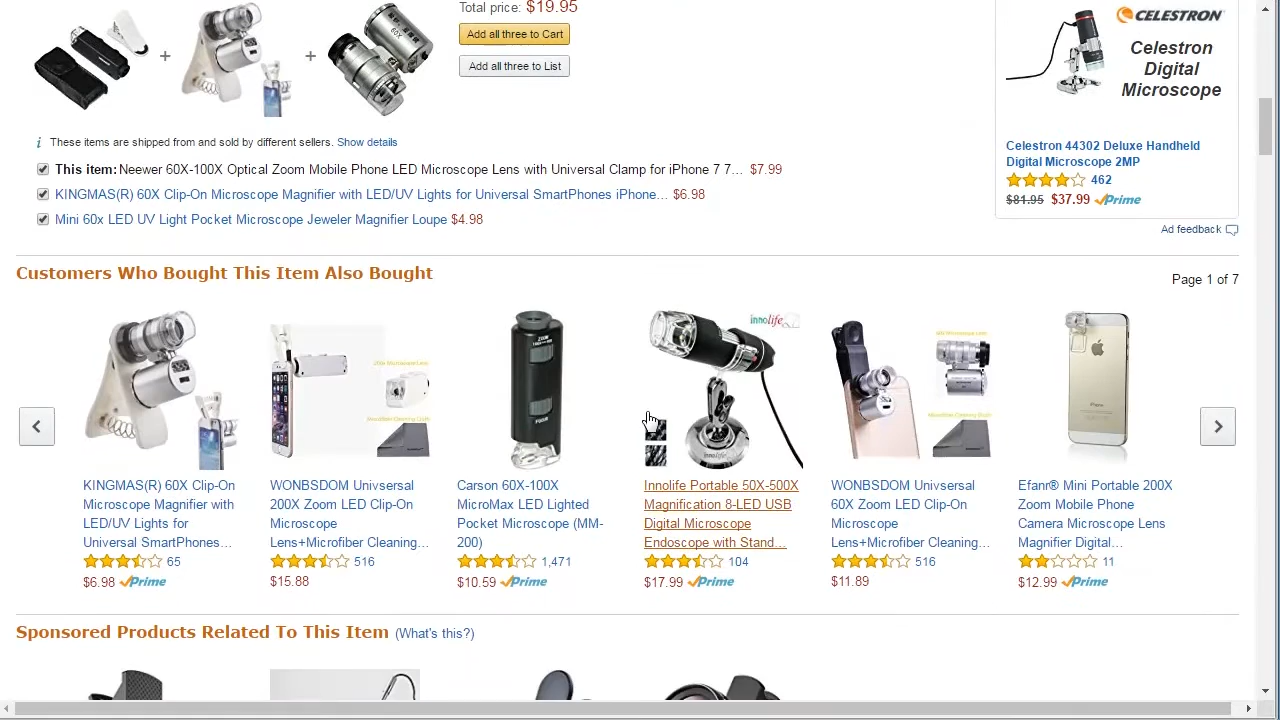 Total price: $19.95
Add all three to Cart
Add all three to List
CELESTRON
Celestron
Digital
Microscope
Celestron 44302 Deluxe Handheld
Digital Microscope 2MP
462
$81.95 $37.99 Prime
Ad feedback
i These items are shipped from and sold by different sellers. Show details
This item: Neewer 60X-100X Optical Zoom Mobile Phone LED Microscope Lens with Universal Clamp for iPhone 7 7... $7.99
KINGMAS(R) 60X Clip-On Microscope Magnifier with LED/UV Lights for Universal SmartPhones iPhone... $6.98
Mini 60x LED UV Light Pocket Microscope Jeweler Magnifier Loupe $4.98
Customers Who Bought This Item Also Bought
Page 1 of 7
innolife
KINGMAS(R) 60X Clip-On
Microscope Magnifier with
LED/UV Lights for
Universal SmartPhones...
65
$6.98 Prime
WONBSDOM Univsersal
200X Zoom LED Clip-On
Microscope
Lens+Microfiber Cleaning...
516
$15.88
Carson 60X-100X
MicroMax LED Lighted
Pocket Microscope (MM-
200)
1,471
$10.59 Prime
Innolife Portable 50X-500X
Magnification 8-LED USB
Digital Microscope
Endoscope with Stand...
104
$17.99 Prime
WONBSDOM Univsersal
60X Zoom LED Clip-On
Microscope
Lens+Microfiber Cleaning...
516
$11.89
Efanr® Mini Portable 200X
Zoom Mobile Phone
Camera Microscope Lens
Magnifier Digital...
11
$12.99 Prime
Sponsored Products Related To This Item (What's this?)